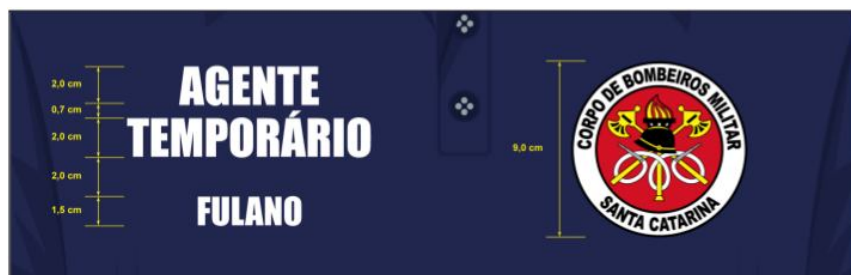 2,0 cm
0,7 cm
2,0 cm
2,0 cm
1,5 cm
AGENTE
TEMPORÁRIO
FULANO
9,0 cm
CORPO DE BOMBEIROS MILITAR
SANTA CATARINA